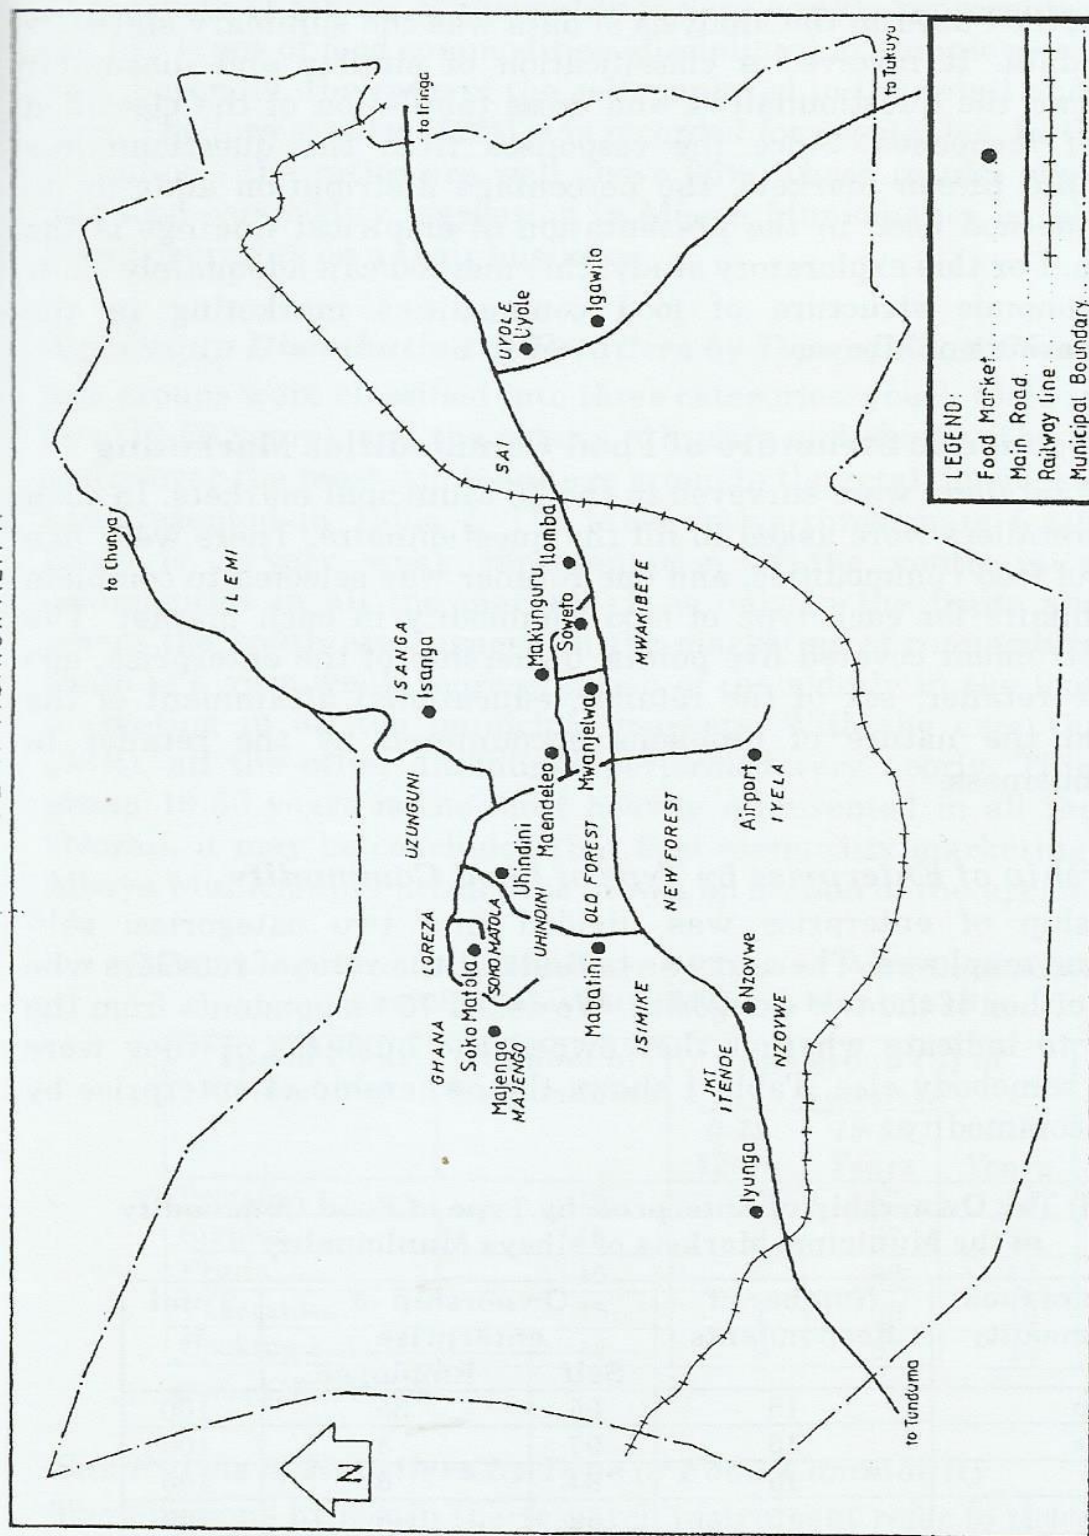 to Iringa
to Tukuyu
UYOLE
Uyole
Igawilo
SAI
to Chunya
ILEMI
Ilomba
Makunguru
Soweto
MWAKIBETE
ISANGA
Isanga
Mwanjelwa
Maendeleo
Airport
IYELA
UZUNGUNI
Uhindini
UHINDINI
OLD FOREST
NEW FOREST
LOREZA
SOKO MATOLA
Soko Matola
GHANA
Majengo
MAJENGO
Mabatini
ISIMIKE
Nzovwe
NZOVWE
JKT
ITENDE
Iyunga
to Tunduma
N
LEGEND:
Food Market
Main Road
Railway line
Municipal Boundary